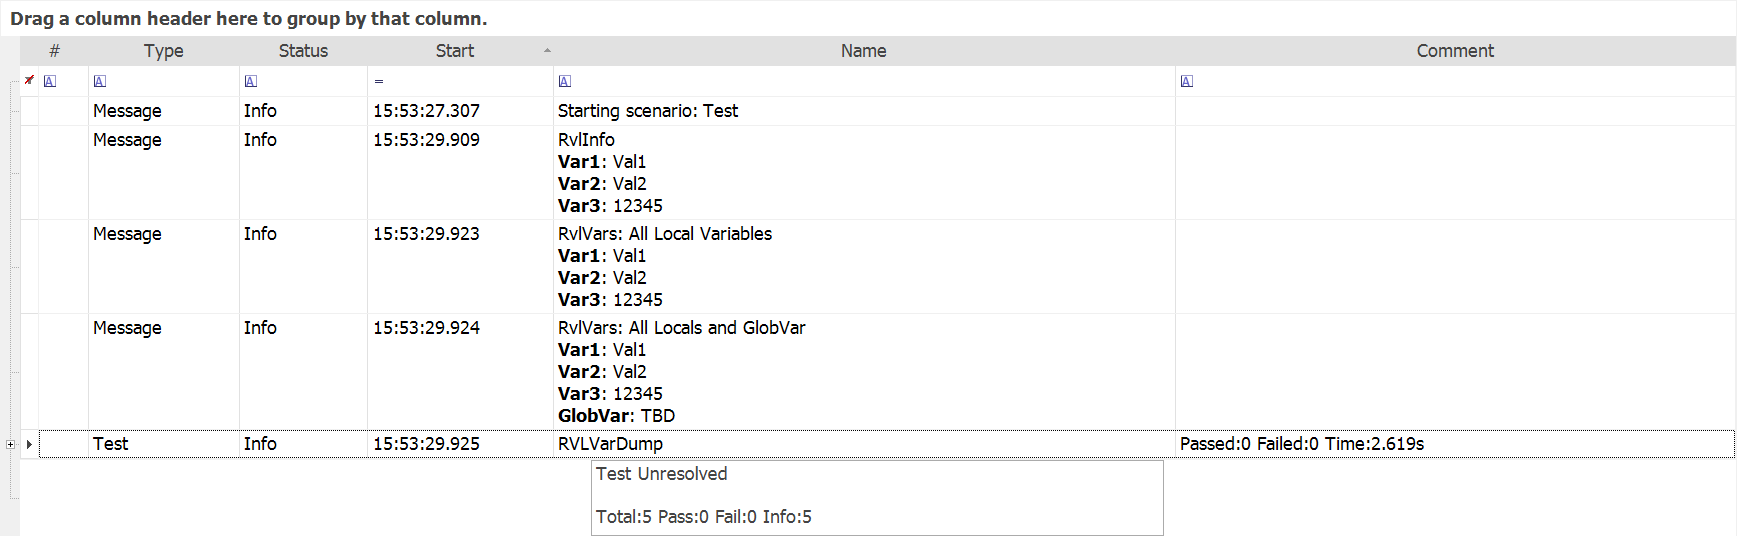 Drag a column header here to group by that column.
# Type Status Start Name Comment
A A A = A A
Message Info 15:53:27.307 Starting scenario: Test
Message Info 15:53:29.909 RvlInfo
Var1: Val1
Var2: Val2
Var3: 12345
Message Info 15:53:29.923 RvlVars: All Local Variables
Var1: Val1
Var2: Val2
Var3: 12345
Message Info 15:53:29.924 RvlVars: All Locals and GlobVar
Var1: Val1
Var2: Val2
Var3: 12345
GlobVar: TBD
Test Info 15:53:29.925 RVLVarDump Passed:0 Failed:0 Time:2.619s
Test Unresolved
Total:5 Pass:0 Fail:0 Info:5